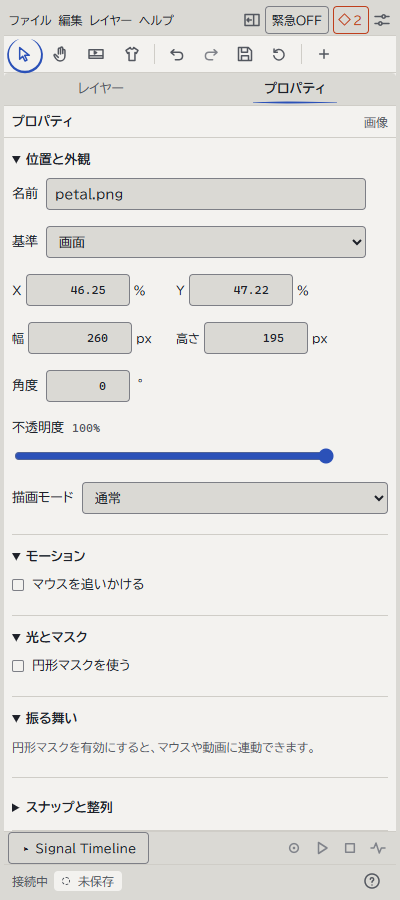 ファイル 編集 レイヤー ヘルプ 緊急OFF 2
レイヤー プロパティ
プロパティ 画像
▼ 位置と外観
名前 petal.png
基準 画面
X 46.25 % Y 47.22 %
幅 260 px 高さ 195 px
角度 0 °
不透明度 100%
描画モード 通常
▼ モーション
マウスを追いかける
▼ 光とマスク
円形マスクを使う
▼ 振る舞い
円形マスクを有効にすると、マウスや動画に連動できます。
▶ スナップと整列
▸ Signal Timeline
接続中 未保存